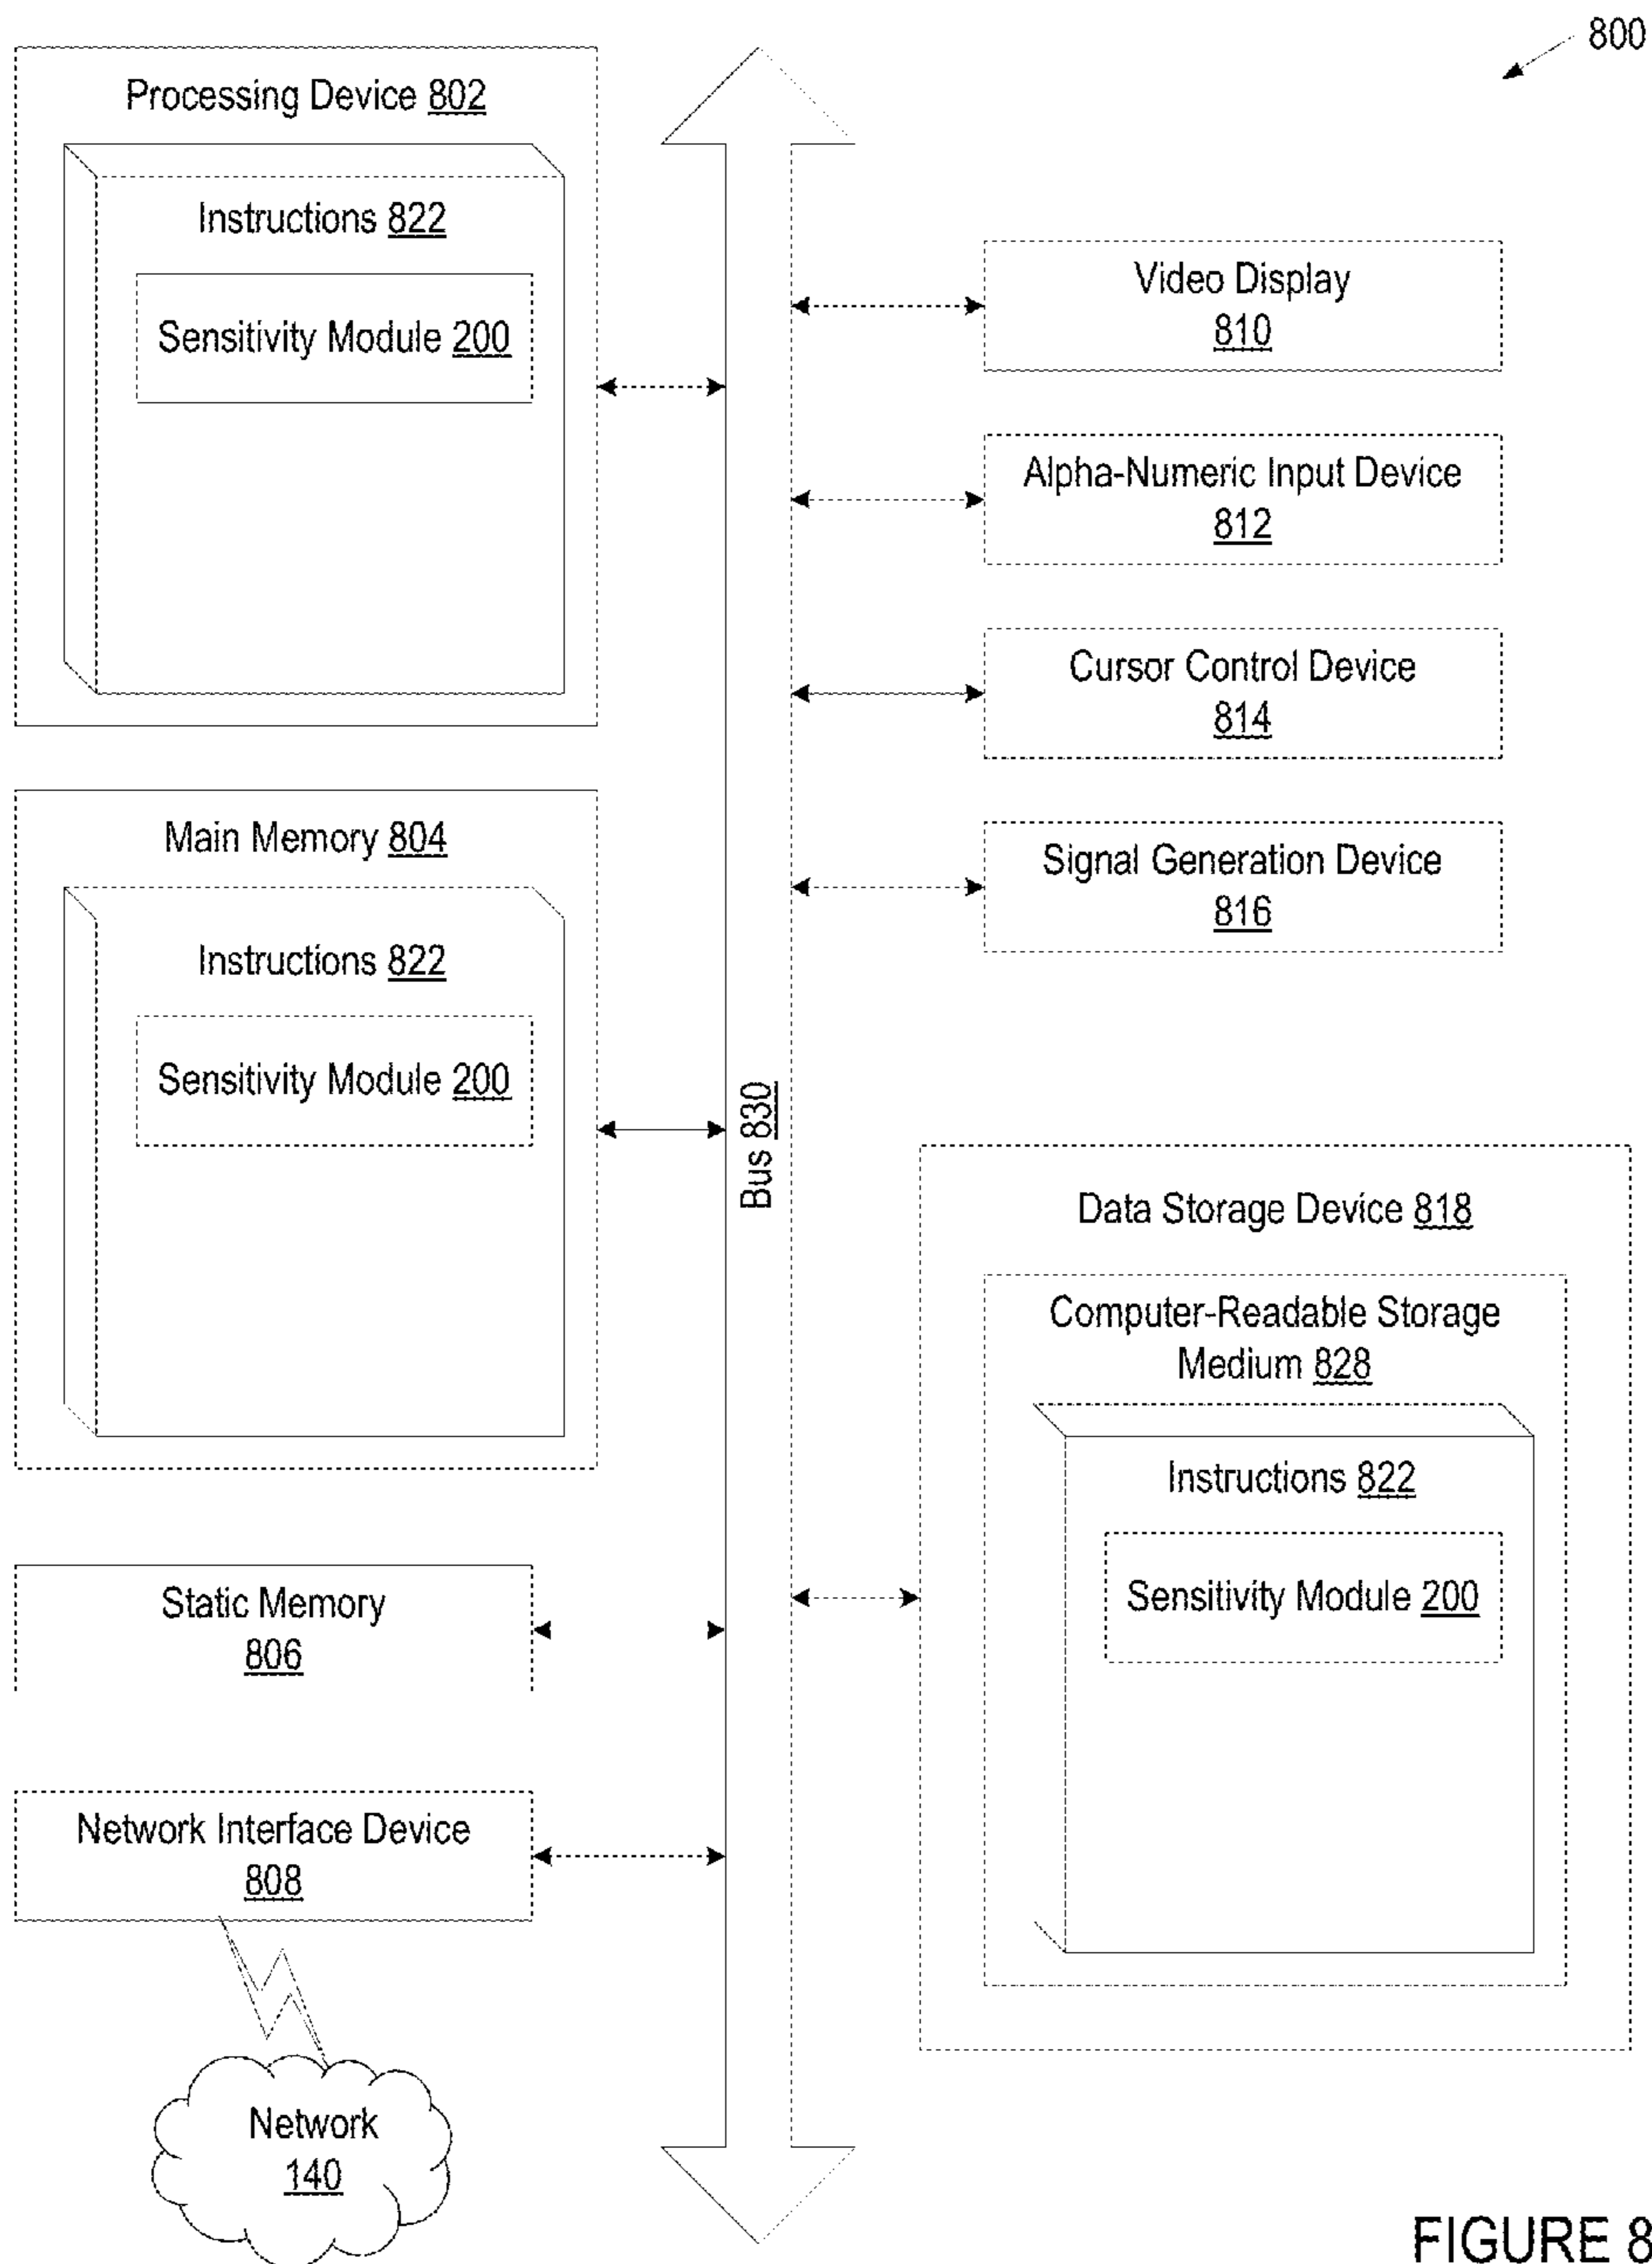 800
Processing Device 802
Instructions 822
Sensitivity Module 200
Main Memory 804
Instructions 822
Sensitivity Module 200
Static Memory
806
Network Interface Device
808
Network
140
Bus 830
Video Display
810
Alpha-Numeric Input Device
812
Cursor Control Device
814
Signal Generation Device
816
Data Storage Device 818
Computer-Readable Storage
Medium 828
Instructions 822
Sensitivity Module 200
FIGURE 8